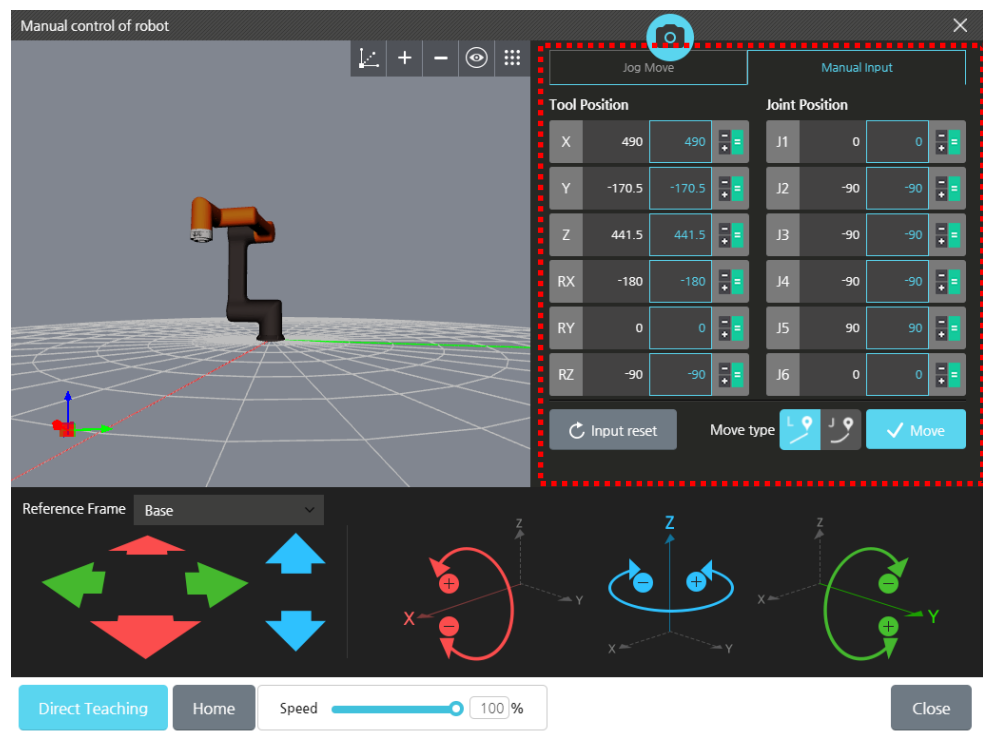 Manual control of robot
Jog Move Manual Input
Tool Position Joint Position
X 490 490 - + = J1 0 0 - + =
Y -170.5 -170.5 - + = J2 -90 -90 - + =
Z 441.5 441.5 - + = J3 -90 -90 - + =
RX -180 -180 - + = J4 -90 -90 - + =
RY 0 0 - + = J5 90 90 - + =
RZ -90 -90 - + = J6 0 0 - + =
Input reset Move type L J Move
Reference Frame Base
Z Z Z
+ - + -
Y X
X - + Y
X Y
Direct Teaching Home Speed 100 % Close